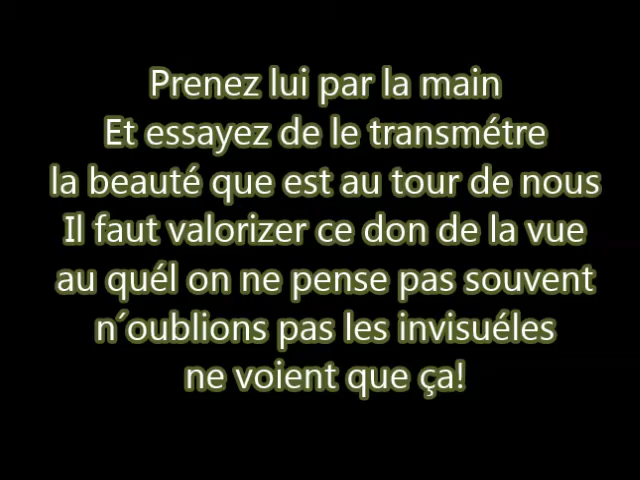 Prenez lui par la main
Et essayez de le transmétre
la beauté que est au tour de nous
Il faut valorizer ce don de la vue
au quél on ne pense pas souvent
n´oublions pas les invisuéles
ne voient que ça!